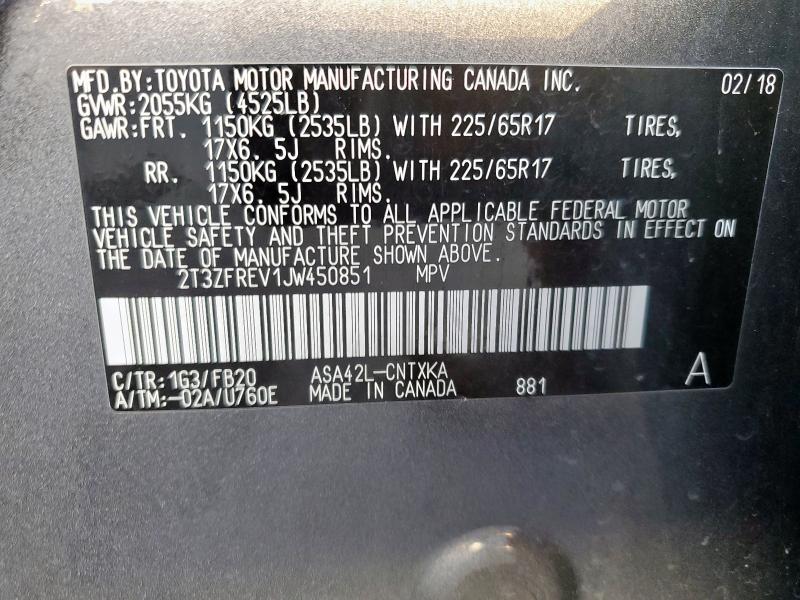 MFD.BY:TOYOTA MOTOR MANUFACTURING CANADA INC. 02/18
GVWR:2055KG (4525LB)
GAWR:FRT. 1150KG (2535LB) WITH 225/65R17 TIRES,
17X6. 5J RIMS.
RR. 1150KG (2535LB) WITH 225/65R17 TIRES,
17X6. 5J RIMS.
THIS VEHICLE CONFORMS TO ALL APPLICABLE FEDERAL MOTOR
VEHICLE SAFETY AND THEFT PREVENTION STANDARDS IN EFFECT ON
THE DATE OF MANUFACTURE SHOWN ABOVE.
2T3ZFREV1JW450851 MPV
C/TR:1G3/FB20 ASA42L-CNTXKA A
A/TM:-02A/U760E MADE IN CANADA 881